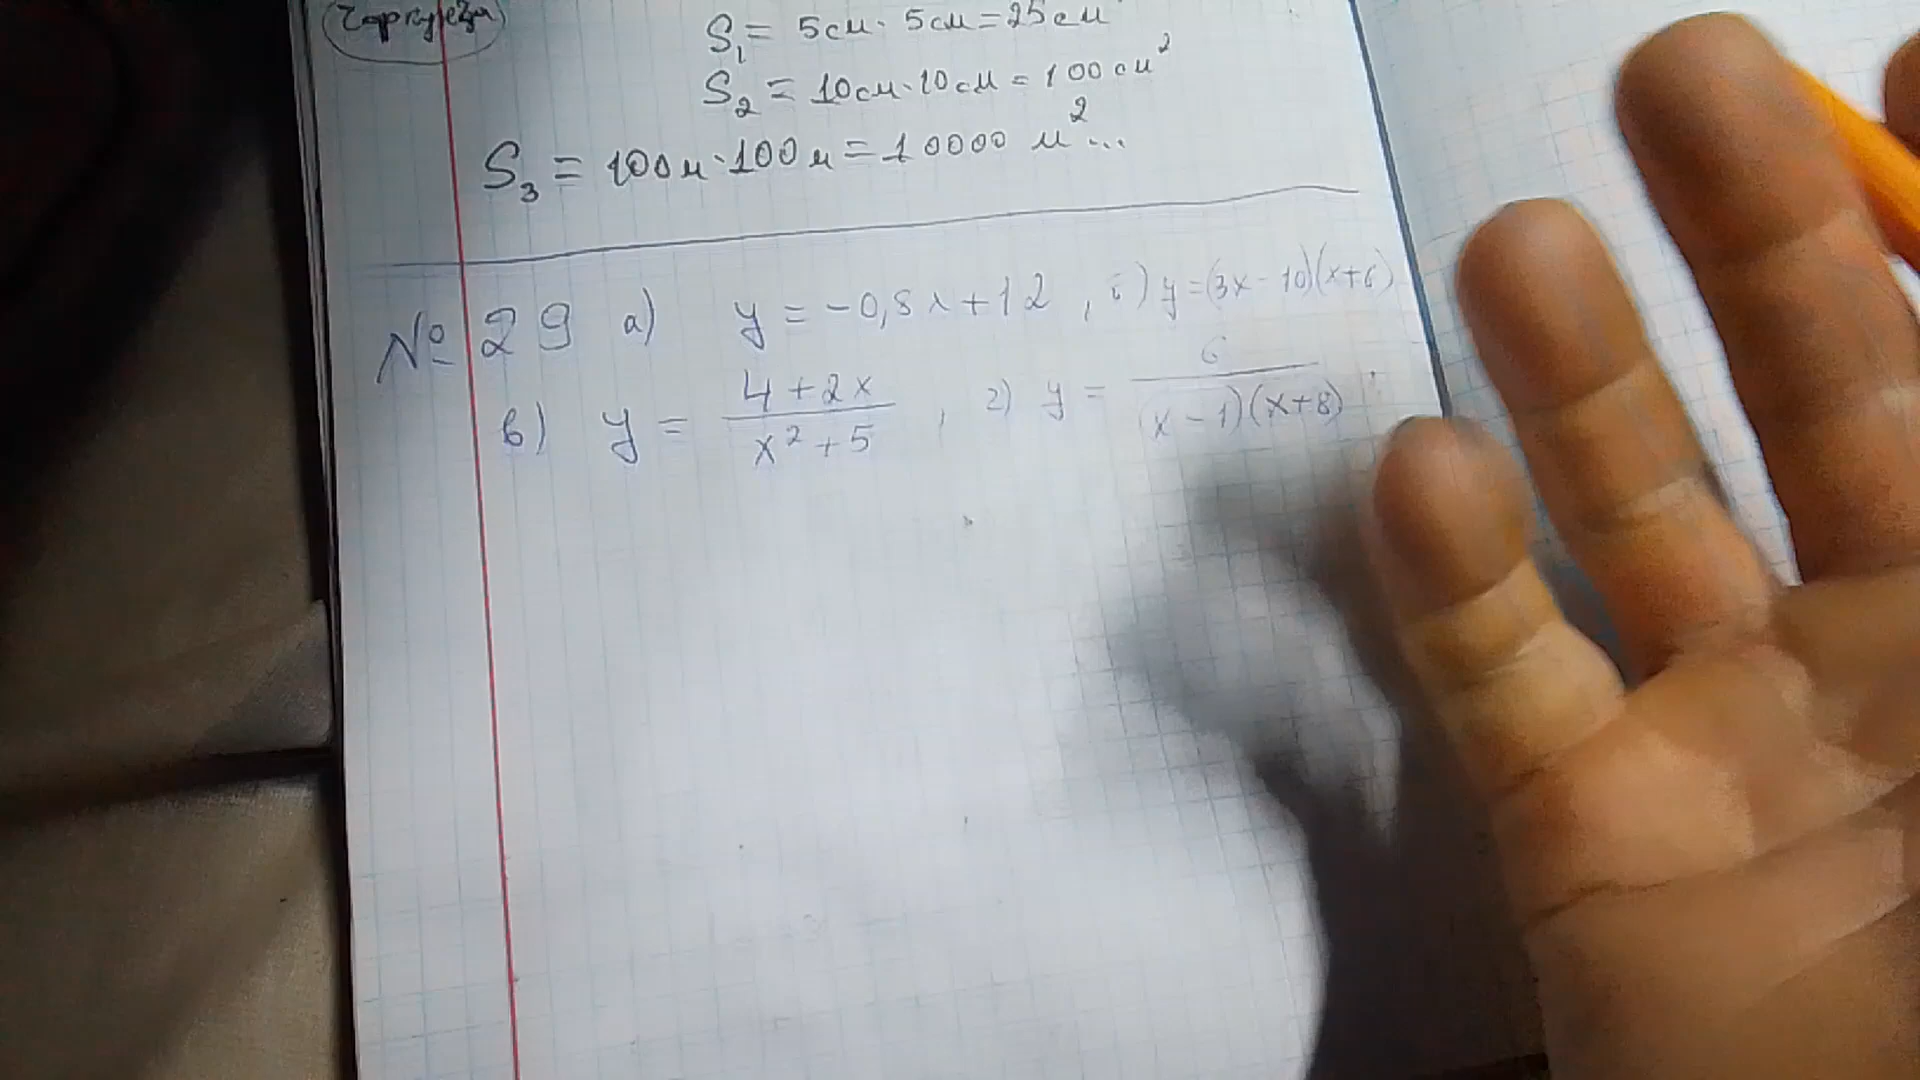 S₁ = 5см · 5см = 25см
S₂ = 10см · 10см = 100см²
S₃ = 100м · 100м = 10000 м² ...
№ 29 а) y = -0,8x + 12 , б) y = (3x - 10)(x+6)
в) y = (4 + 2x)/(x² + 5) , г) y = 6/((x - 1)(x+8)) .